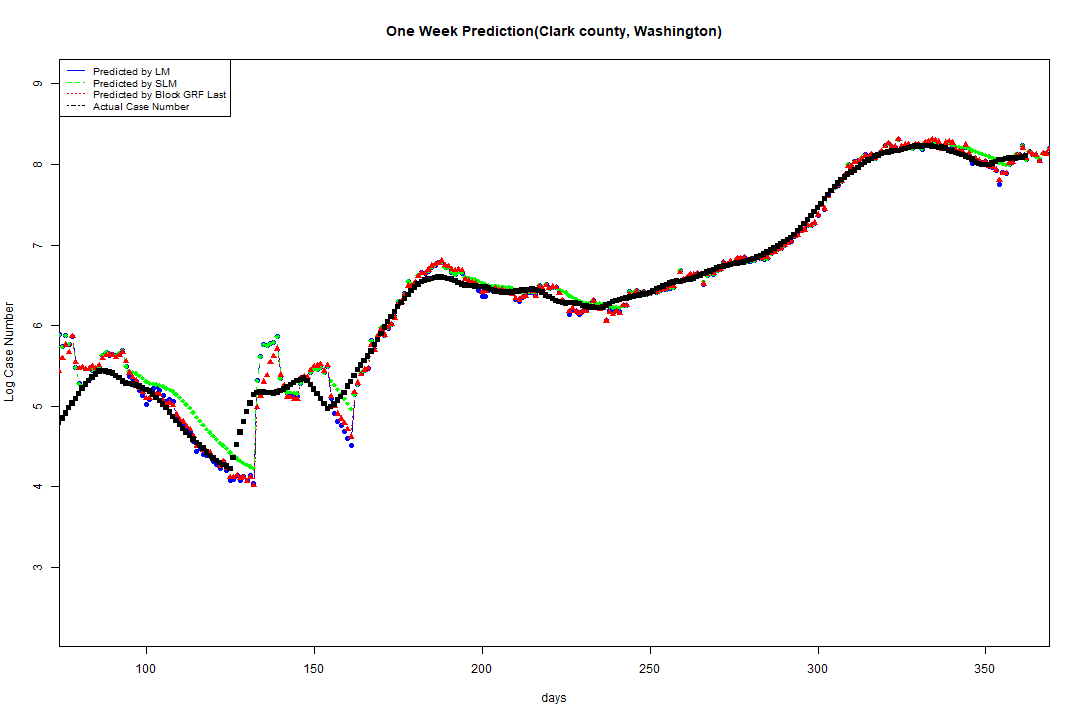 One Week Prediction(Clark county, Washington)
Predicted by LM
Predicted by SLM
Predicted by Block GRF Last
Actual Case Number
9
8
7
6
5
4
3
Log Case Number
100 150 200 250 300 350
days